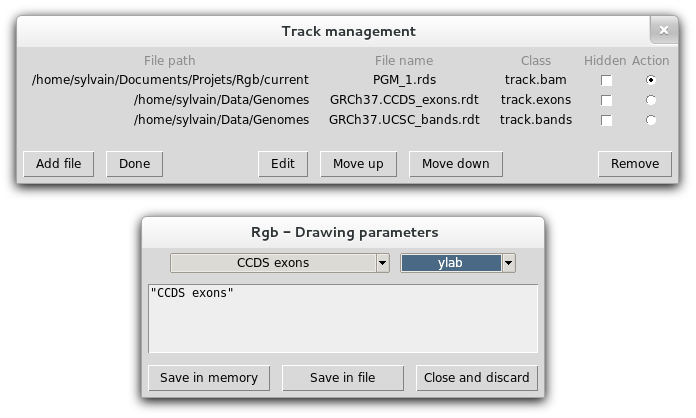 Track management
File path File name Class Hidden Action
/home/sylvain/Documents/Projets/Rgb/current PGM_1.rds track.bam
/home/sylvain/Data/Genomes GRCh37.CCDS_exons.rdt track.exons
/home/sylvain/Data/Genomes GRCh37.UCSC_bands.rdt track.bands
Add file Done Edit Move up Move down Remove
Rgb - Drawing parameters
CCDS exons ylab
"CCDS exons"
Save in memory Save in file Close and discard